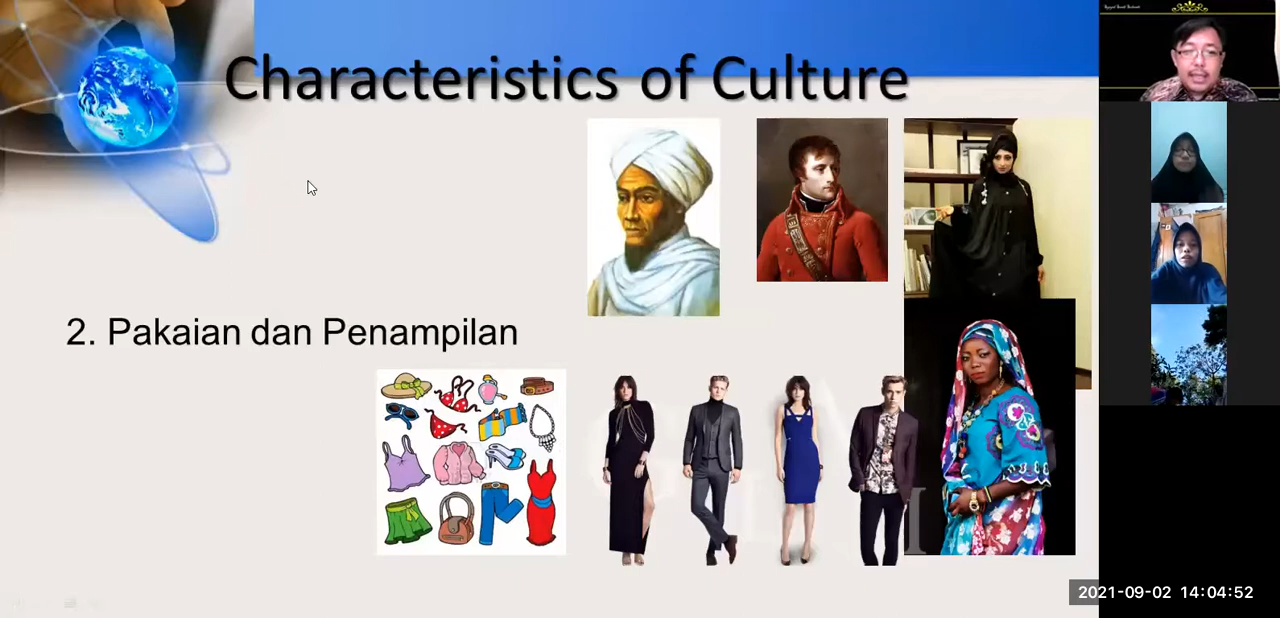 Characteristics of Culture
2. Pakaian dan Penampilan
2021-09-02 14:04:52